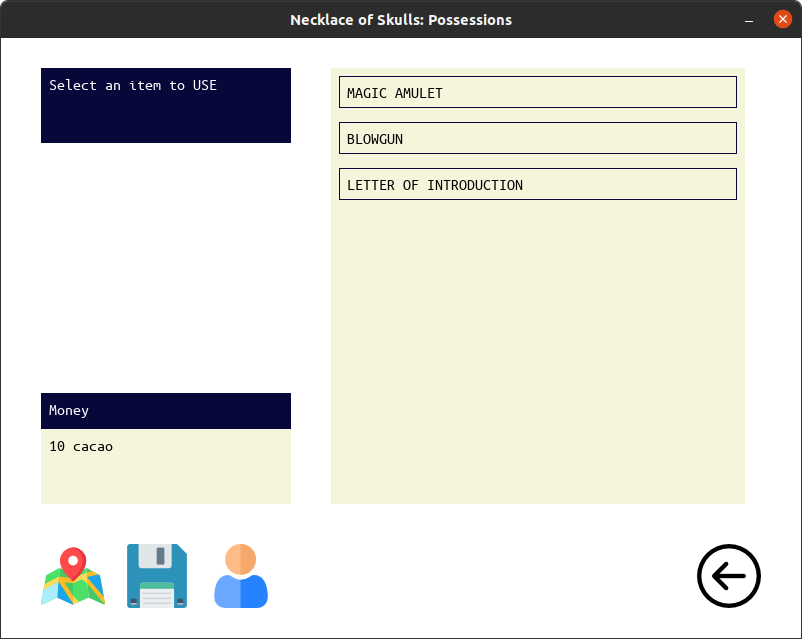 Necklace of Skulls: Possessions
Select an item to USE
MAGIC AMULET
BLOWGUN
LETTER OF INTRODUCTION
Money
10 cacao